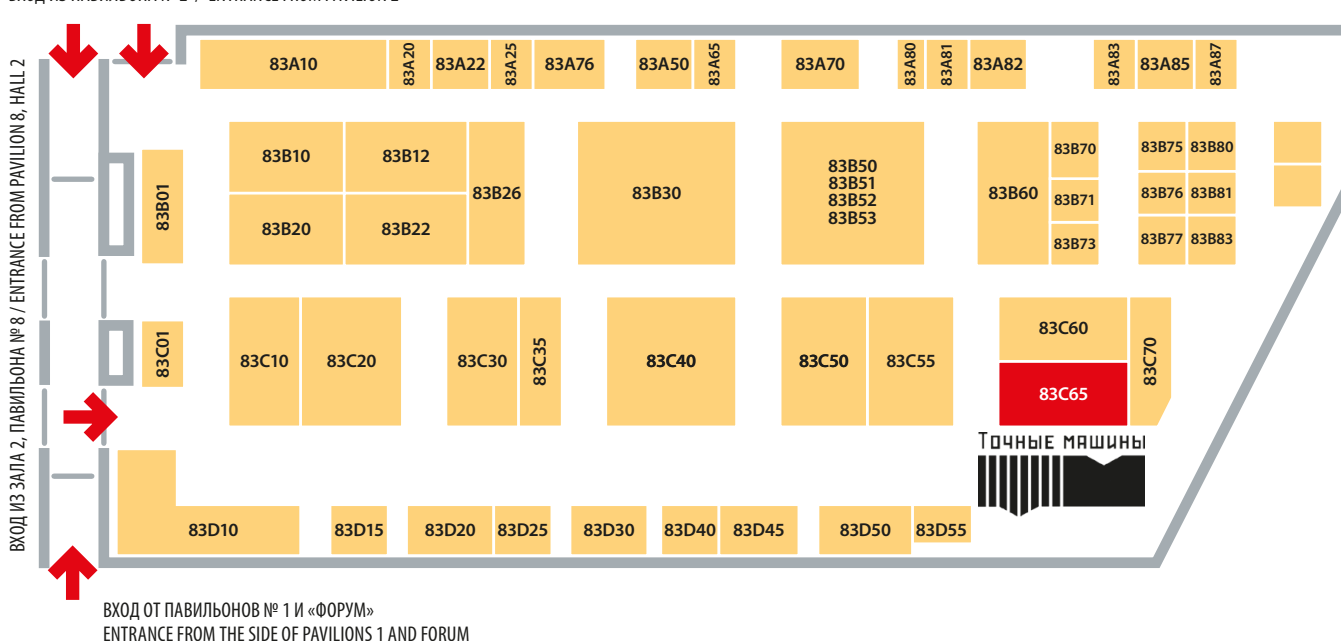 ВХОД ИЗ ПАВИЛЬОНА № 2 / ENTRANCE FROM PAVILION 2
ВХОД ИЗ ЗАЛА 2, ПАВИЛЬОНА № 8 / ENTRANCE FROM PAVILION 8, HALL 2
83A10
83A20
83A22
83A25
83A76
83A50
83A65
83A70
83A80
83A81
83A82
83A83
83A85
83A87
83B01
83B10
83B12
83B20
83B22
83B26
83B30
83B50
83B51
83B52
83B53
83B60
83B70
83B71
83B73
83B75
83B80
83B76
83B81
83B77
83B83
83C01
83C10
83C20
83C30
83C35
83C40
83C50
83C55
83C60
83C65
83C70
Точные машины
83D10
83D15
83D20
83D25
83D30
83D40
83D45
83D50
83D55
ВХОД ОТ ПАВИЛЬОНОВ № 1 И «ФОРУМ»
ENTRANCE FROM THE SIDE OF PAVILIONS 1 AND FORUM